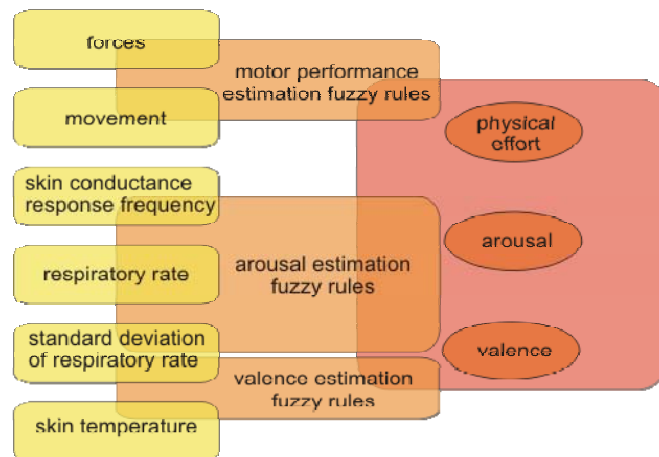 forces
motor performance
estimation fuzzy rules
movement
physical
effort
skin conductance
response frequency
arousal
respiratory rate
arousal estimation
fuzzy rules
standard deviation
of respiratory rate
valence
valence estimation
fuzzy rules
skin temperature